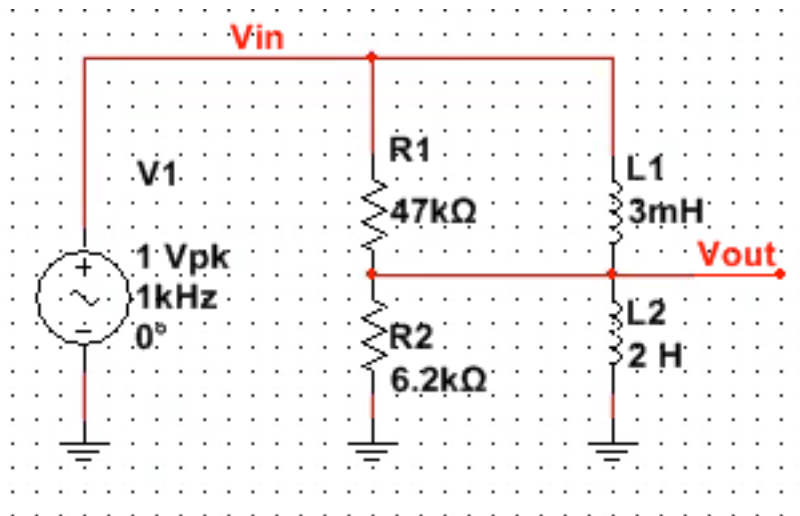 Vin
V1
1 Vpk
1kHz
0°
R1
47kΩ
L1
3mH
Vout
R2
6.2kΩ
L2
2 H